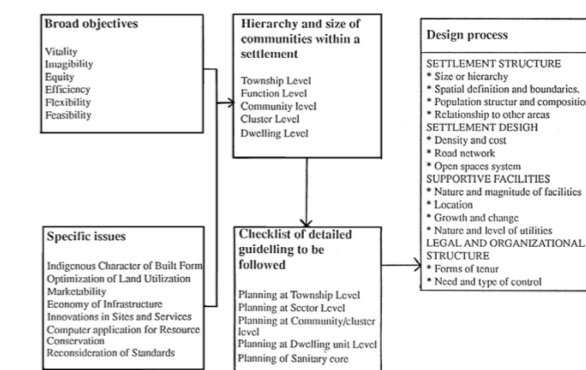 Broad objectives
Vitality
Imagibility
Equity
Efficiency
Flexibility
Feasibility
Hierarchy and size of
communities within a
settlement
Township Level
Function Level
Community level
Cluster Level
Dwelling Level
Specific issues
Indigenous Character of Built Form
Optimization of Land Utilization
Marketability
Economy of Infrastructure
Innovations in Sites and Services
Computer application for Resource
Conservation
Reconsideration of Standards
Checklist of detailed
guidelling to be
followed
Planning at Township Level
Planning at Sector Level
Planning at Community/cluster
level
Planning at Dwelling unit Level
Planning of Sanitary core
Design process
SETTLEMENT STRUCTURE
* Size or hierarchy
* Spatial definition and boundaries.
* Population structur and compositio
* Relationship to other areas
SETTLEMENT DESIGH
* Density and cost
* Road network
* Open spaces system
SUPPORTIVE FACILITIES
* Nature and magnitude of facilities
* Location
* Growth and change
* Nature and level of utilities
LEGAL AND ORGANIZATIONAL
STRUCTURE
* Forms of tenur
* Need and type of control